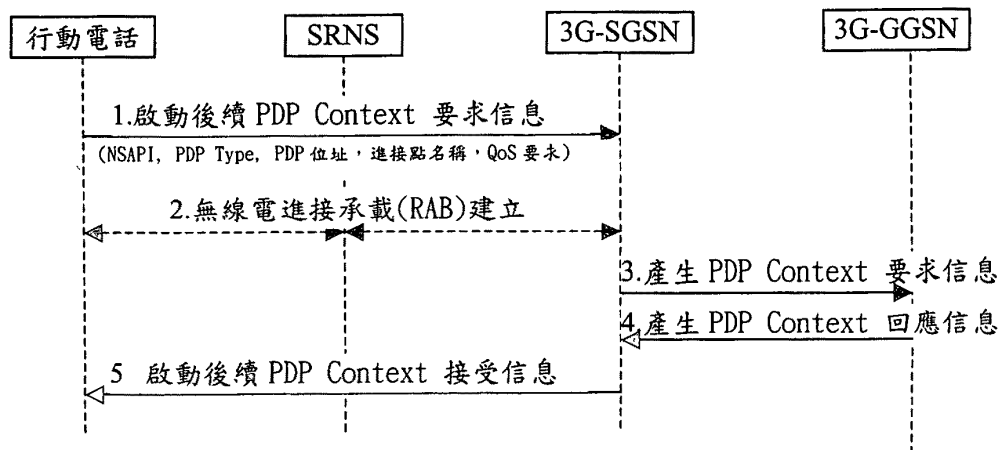 行動電話
SRNS
3G-SGSN
3G-GGSN
1.啟動後續 PDP Context 要求信息
(NSAPI, PDP Type, PDP 位址，進接點名稱，QoS 要求)
2.無線電進接承載(RAB)建立
3.產生 PDP Context 要求信息
4.產生 PDP Context 回應信息
5 啟動後續 PDP Context 接受信息